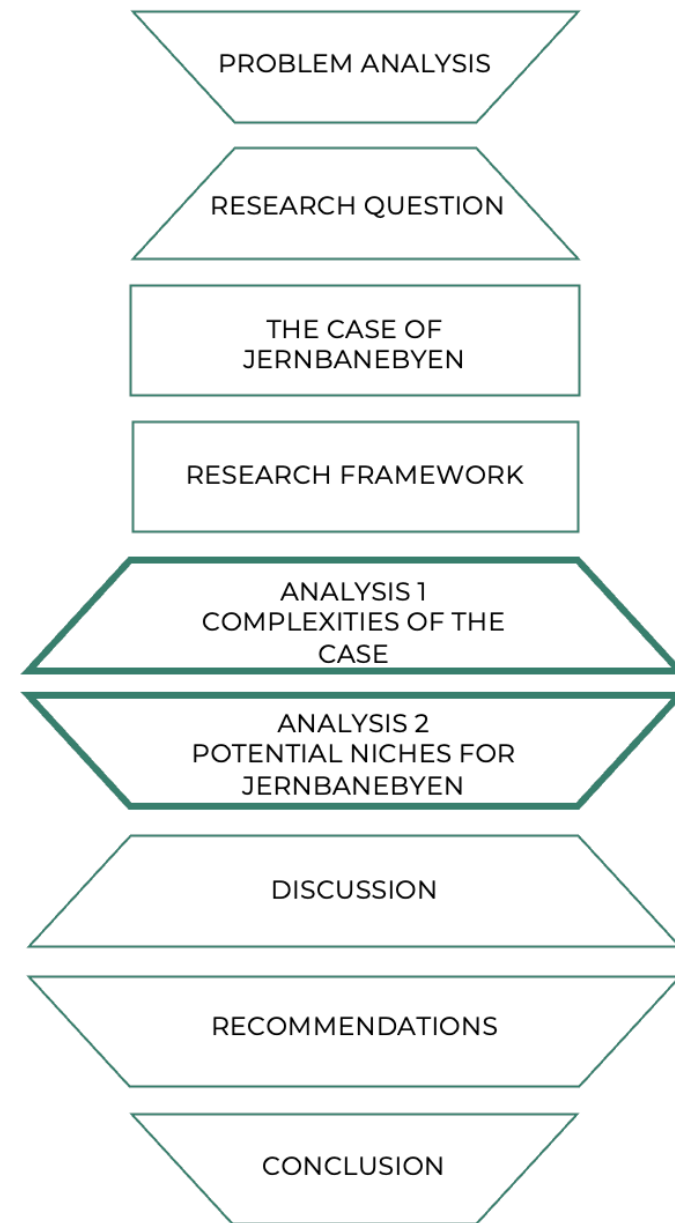 PROBLEM ANALYSIS
RESEARCH QUESTION
THE CASE OF
JERNBANEBYEN
RESEARCH FRAMEWORK
ANALYSIS 1
COMPLEXITIES OF THE
CASE
ANALYSIS 2
POTENTIAL NICHES FOR
JERNBANEBYEN
DISCUSSION
RECOMMENDATIONS
CONCLUSION